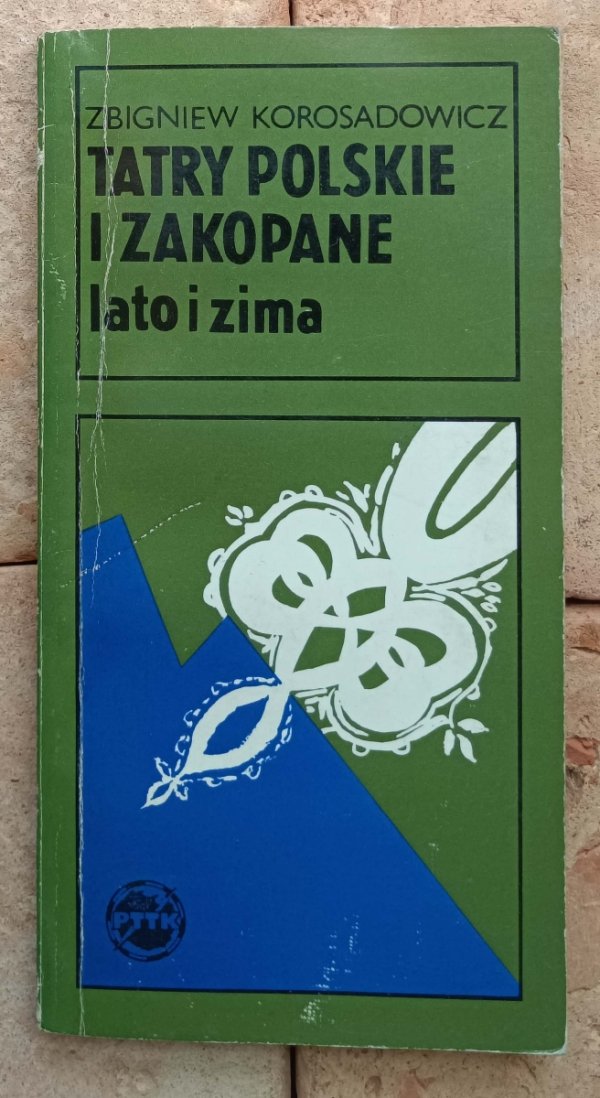 ZBIGNIEW KOROSADOWICZ
TATRY POLSKIE
I ZAKOPANE
lato i zima
PTTK